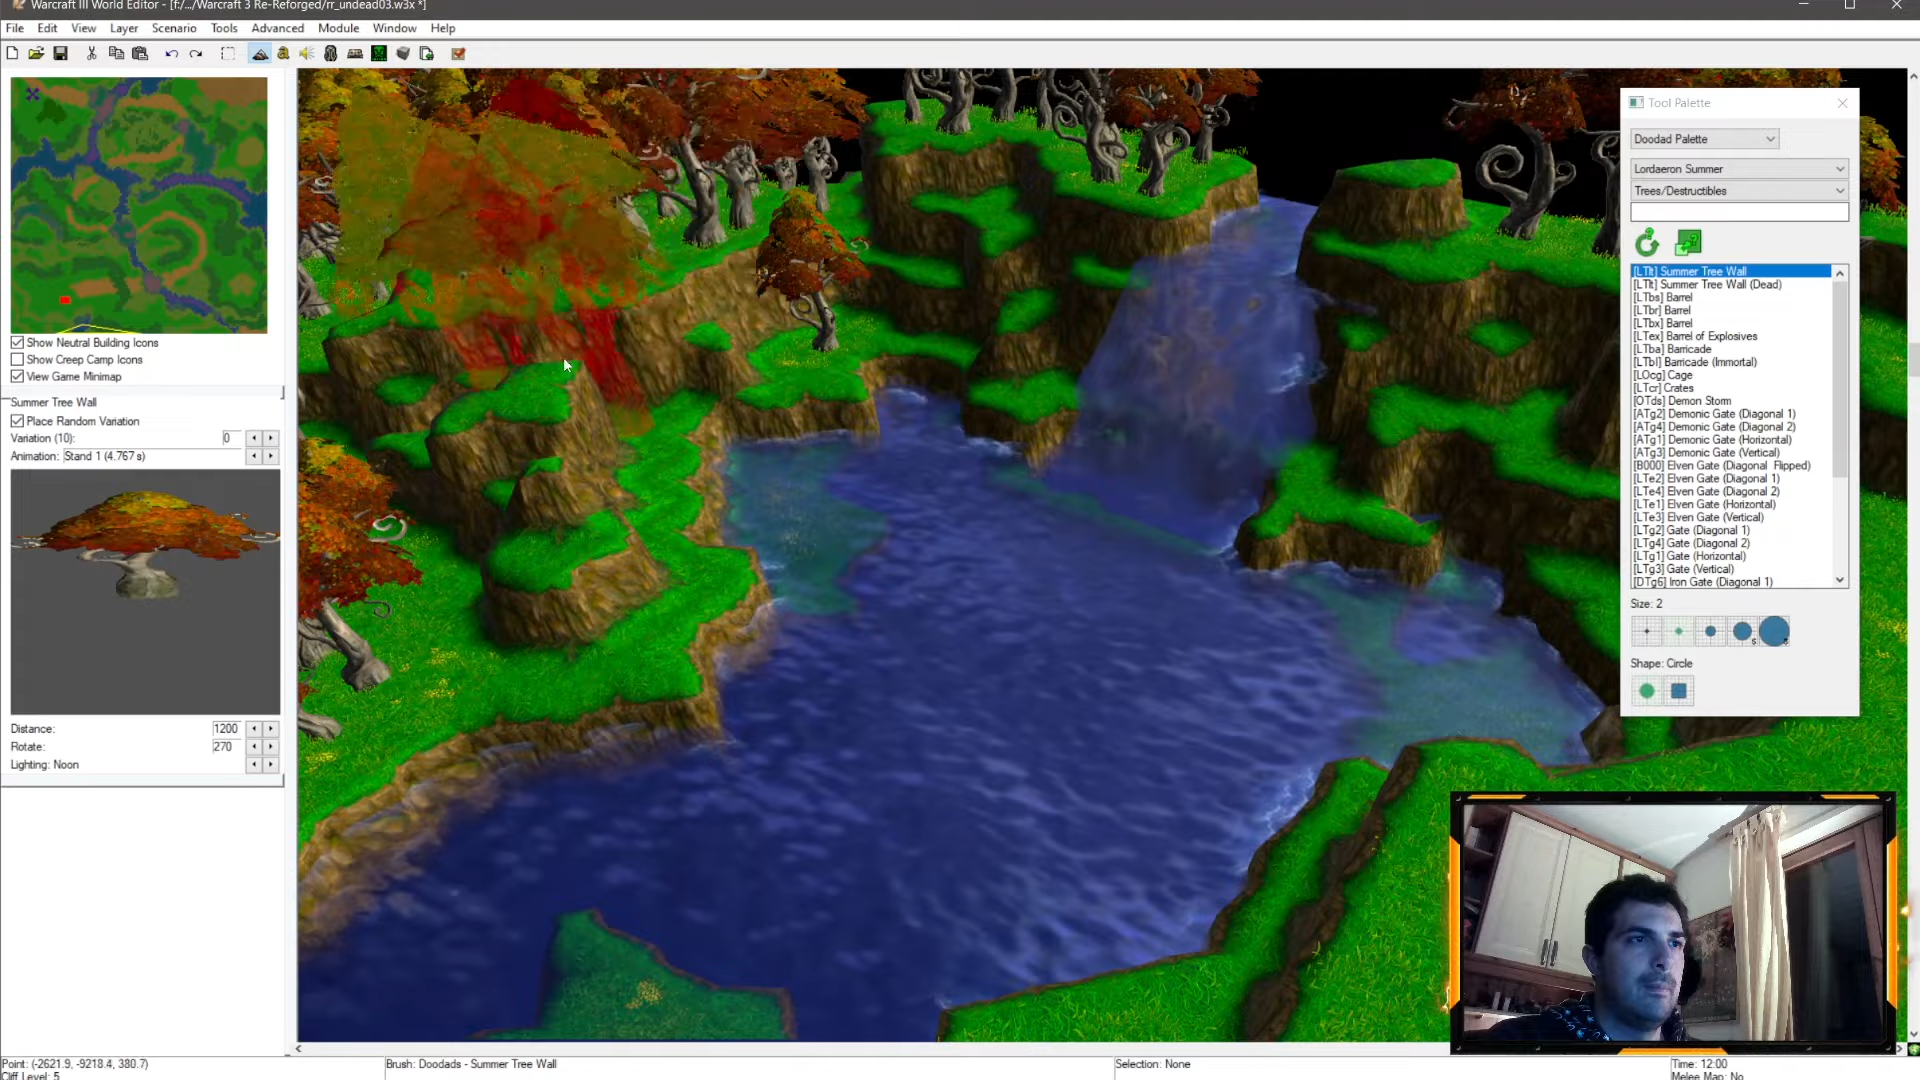 Warcraft III World Editor - [f:/.../Warcraft 3 Re-Reforged/rr_undead03.w3x *]
File Edit View Layer Scenario Tools Advanced Module Window Help
Show Neutral Building Icons
Show Creep Camp Icons
View Game Minimap
Summer Tree Wall
Place Random Variation
Variation (10): 0
Animation: Stand 1 (4.767 s)
Distance: 1200
Rotate: 270
Lighting: Noon
Tool Palette
Doodad Palette
Lordaeron Summer
Trees/Destructibles
[LTlt] Summer Tree Wall
[LTlt] Summer Tree Wall (Dead)
[LTbs] Barrel
[LTbr] Barrel
[LTbx] Barrel
[LTex] Barrel of Explosives
[LTba] Barricade
[LTbl] Barricade (Immortal)
[LOcg] Cage
[LTcr] Crates
[OTds] Demon Storm
[ATg2] Demonic Gate (Diagonal 1)
[ATg4] Demonic Gate (Diagonal 2)
[ATg1] Demonic Gate (Horizontal)
[ATg3] Demonic Gate (Vertical)
[B000] Elven Gate (Diagonal Flipped)
[LTe2] Elven Gate (Diagonal 1)
[LTe4] Elven Gate (Diagonal 2)
[LTe1] Elven Gate (Horizontal)
[LTe3] Elven Gate (Vertical)
[LTg2] Gate (Diagonal 1)
[LTg4] Gate (Diagonal 2)
[LTg1] Gate (Horizontal)
[LTg3] Gate (Vertical)
[DTg6] Iron Gate (Diagonal 1)
Size: 2
Shape: Circle
Point: (-2621.9, -9218.4, 380.7)
Cliff Level: 5
Brush: Doodads - Summer Tree Wall
Selection: None
Time: 12:00
Melee Map: No